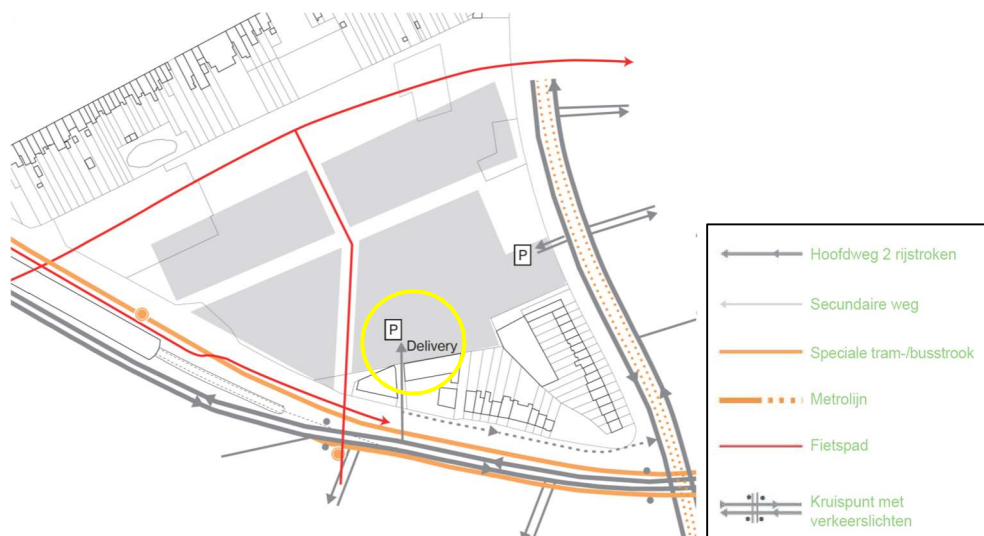 P
P
Delivery
Hoofdweg 2 rijstroken
Secundaire weg
Speciale tram-/busstrook
Metrolijn
Fietspad
Kruispunt met
verkeerslichten